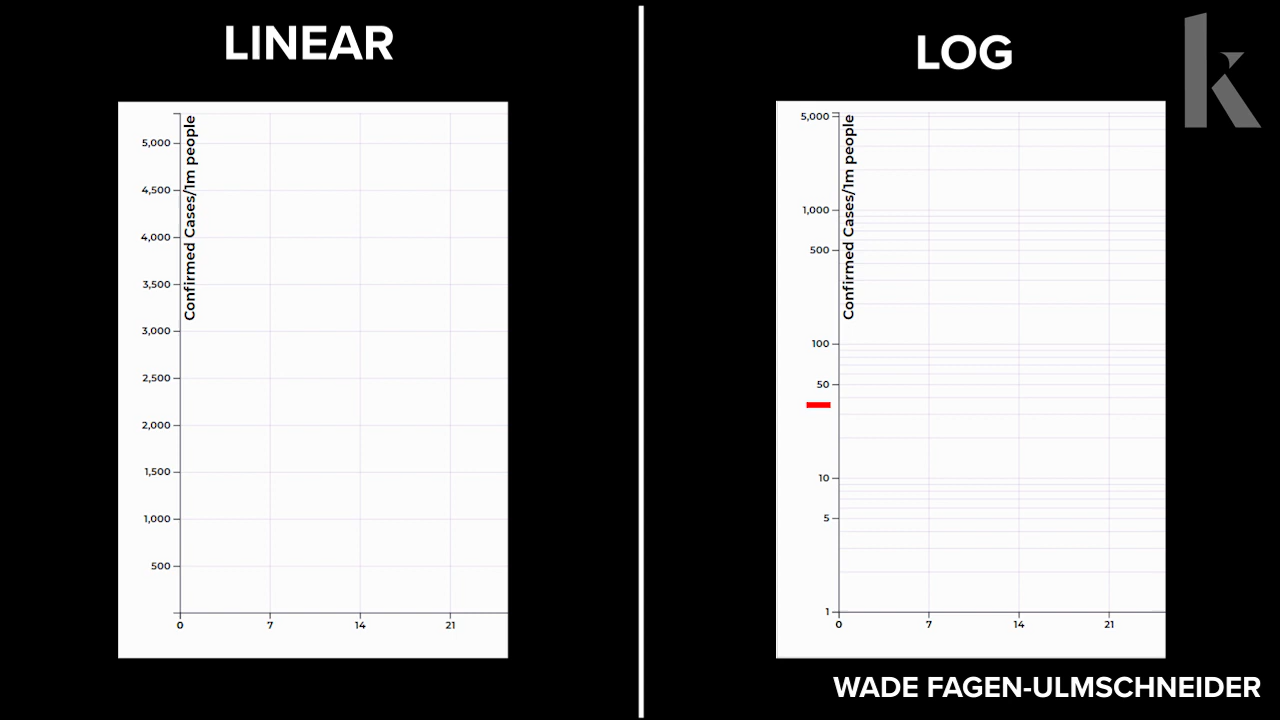 LINEAR
LOG
k
Confirmed Cases/1m people
5,000
4,500
4,000
3,500
3,000
2,500
2,000
1,500
1,000
500
0 7 14 21
Confirmed Cases/1m people
5,000
1,000
500
100
50
10
5
1
0 7 14 21
WADE FAGEN-ULMSCHNEIDER